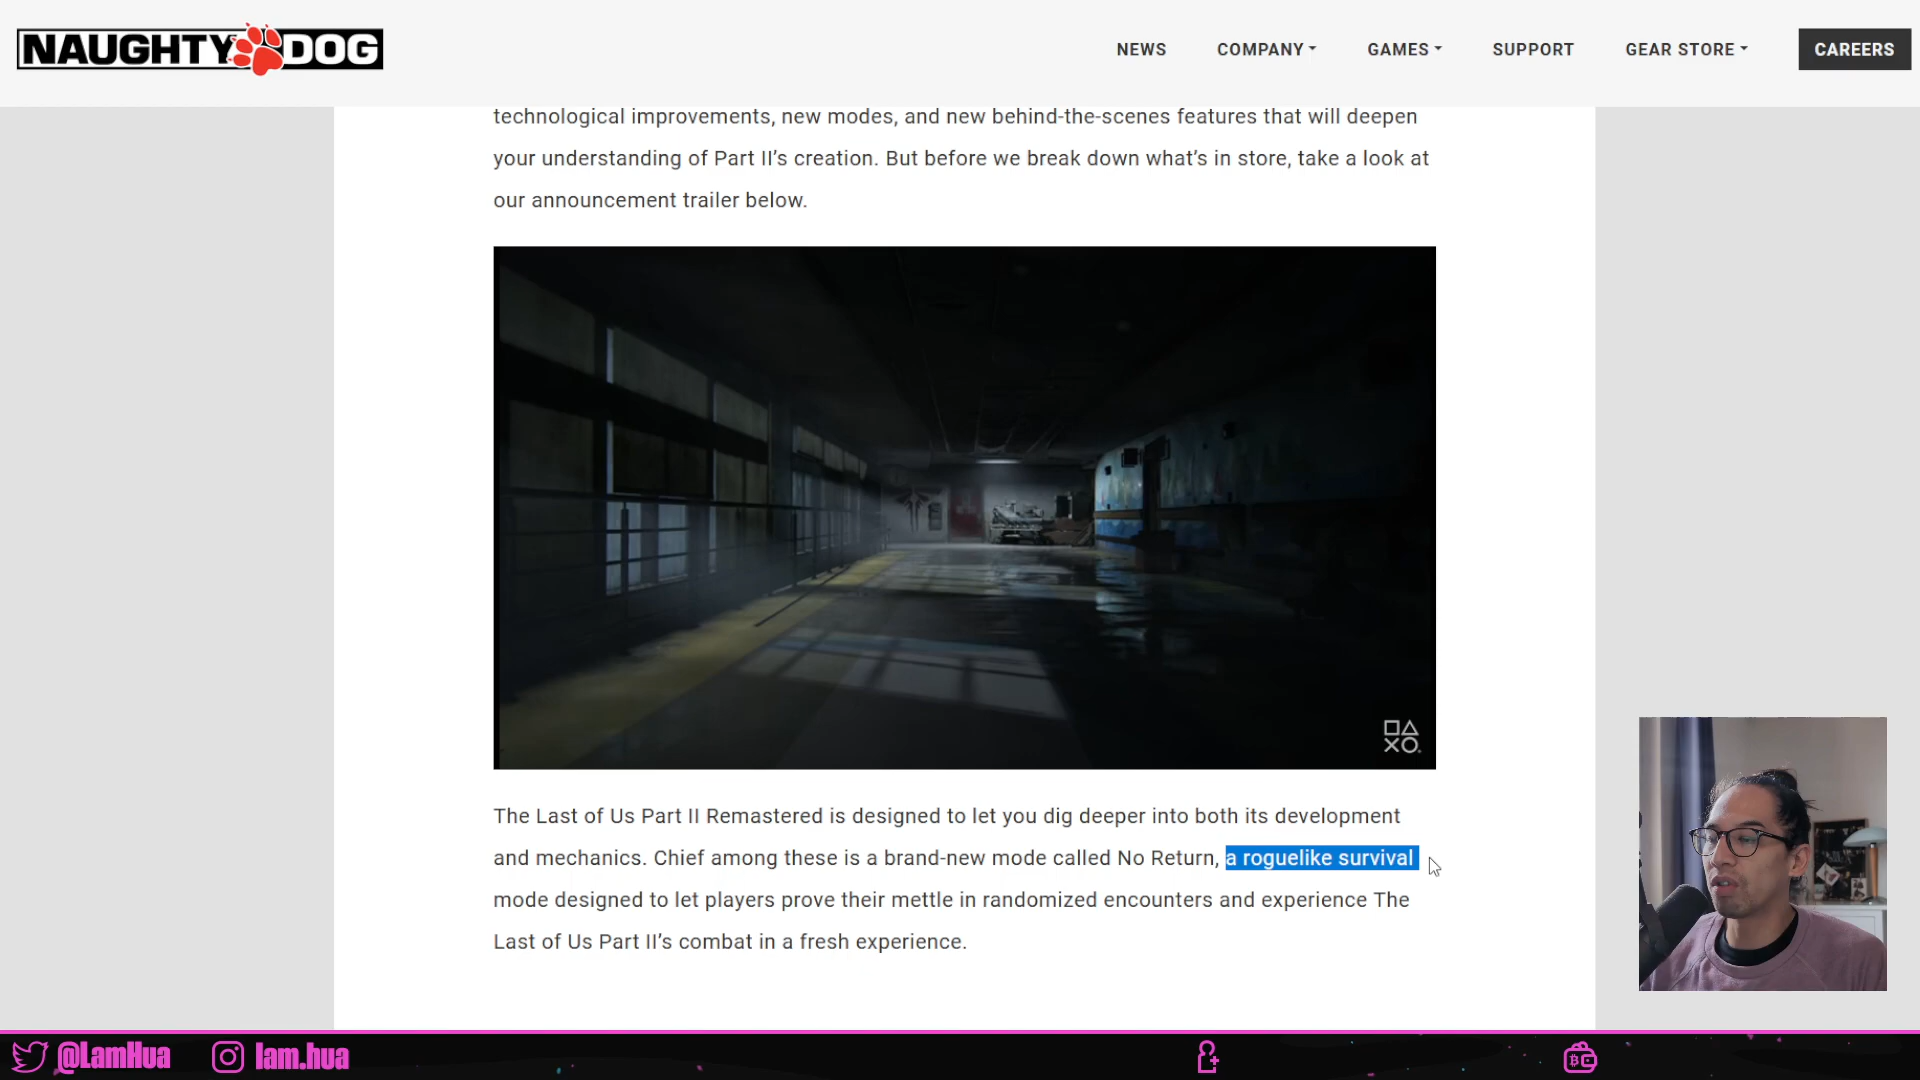 NAUGHTY DOG
NEWS
COMPANY
GAMES
SUPPORT
GEAR STORE
CAREERS
technological improvements, new modes, and new behind-the-scenes features that will deepen
your understanding of Part II’s creation. But before we break down what’s in store, take a look at
our announcement trailer below.
The Last of Us Part II Remastered is designed to let you dig deeper into both its development
and mechanics. Chief among these is a brand-new mode called No Return, a roguelike survival
mode designed to let players prove their mettle in randomized encounters and experience The
Last of Us Part II’s combat in a fresh experience.
@LamHua
lam.hua